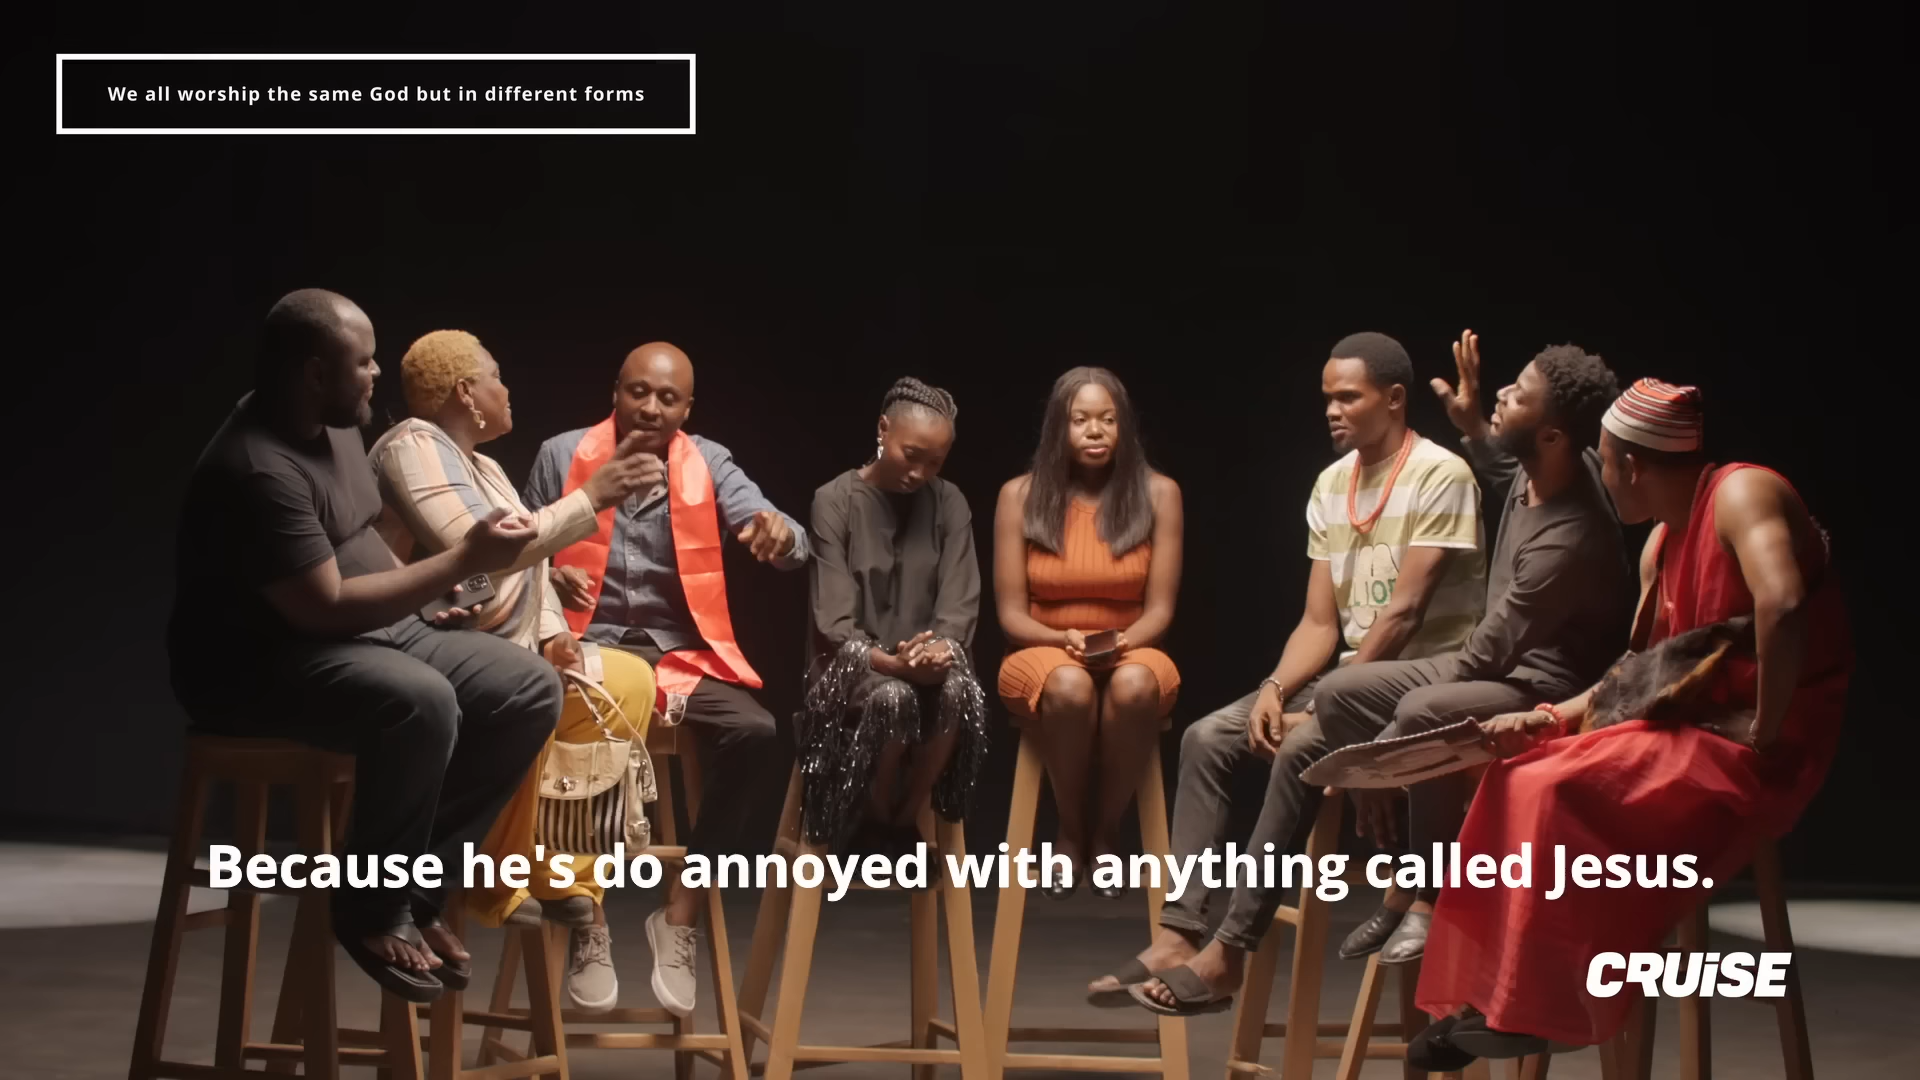 We all worship the same God but in different forms
Because he's do annoyed with anything called Jesus.
CRUiSE